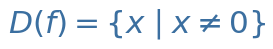 D(f) = {x | x ≠ 0}